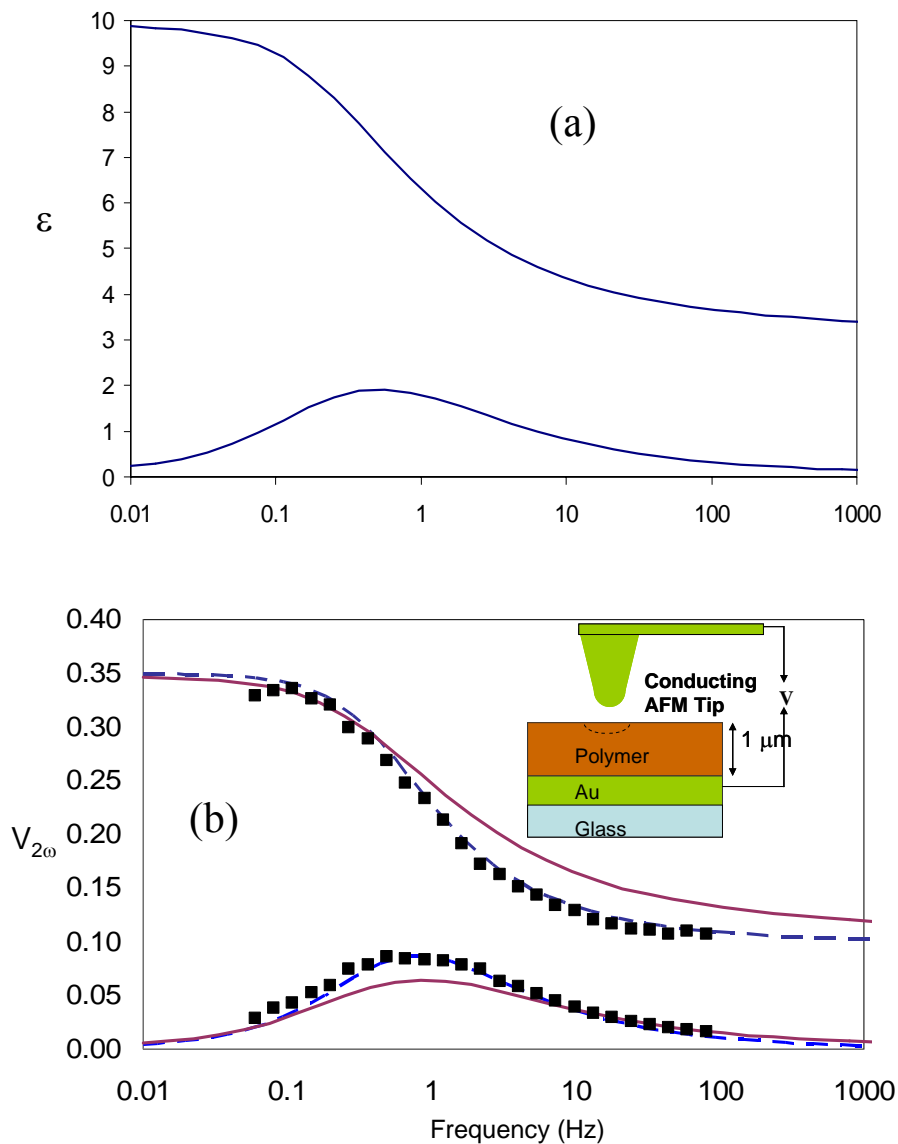 10
9
8
7
6
5
4
3
2
1
0
ε
(a)
0.01 0.1 1 10 100 1000
0.40
0.35
0.30
0.25
0.20
0.15
0.10
0.05
0.00
V2ω
(b)
Conducting
AFM Tip
V
1 μm
Polymer
Au
Glass
0.01 0.1 1 10 100 1000
Frequency (Hz)